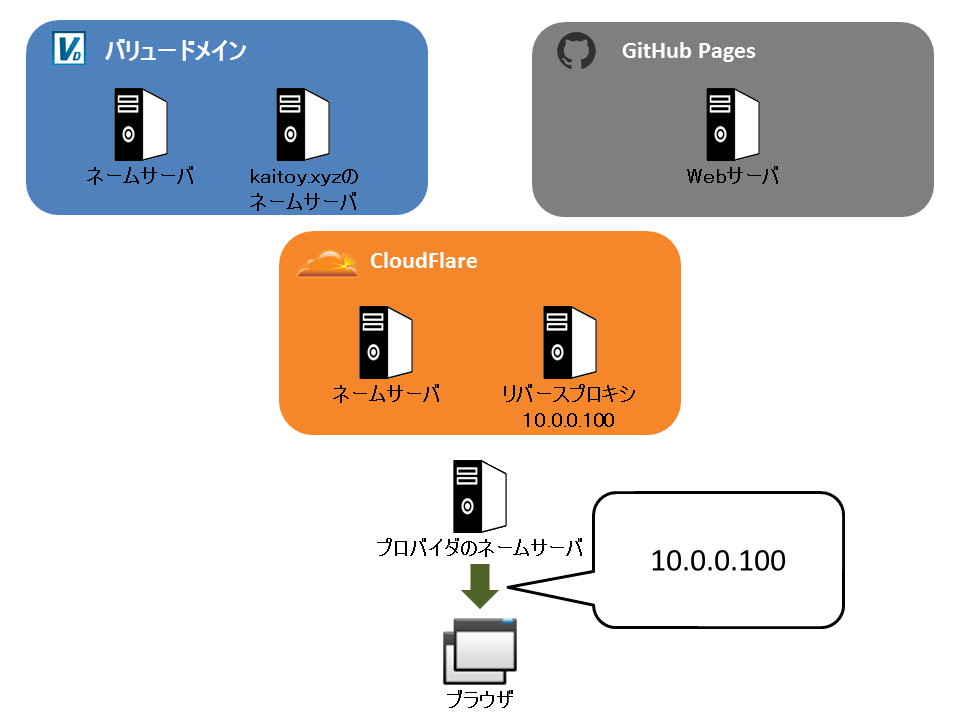 バリュードメイン
ネームサーバ
kaitoy.xyzの
ネームサーバ
GitHub Pages
Webサーバ
CloudFlare
ネームサーバ
リバースプロキシ
10.0.0.100
プロバイダのネームサーバ
10.0.0.100
ブラウザ